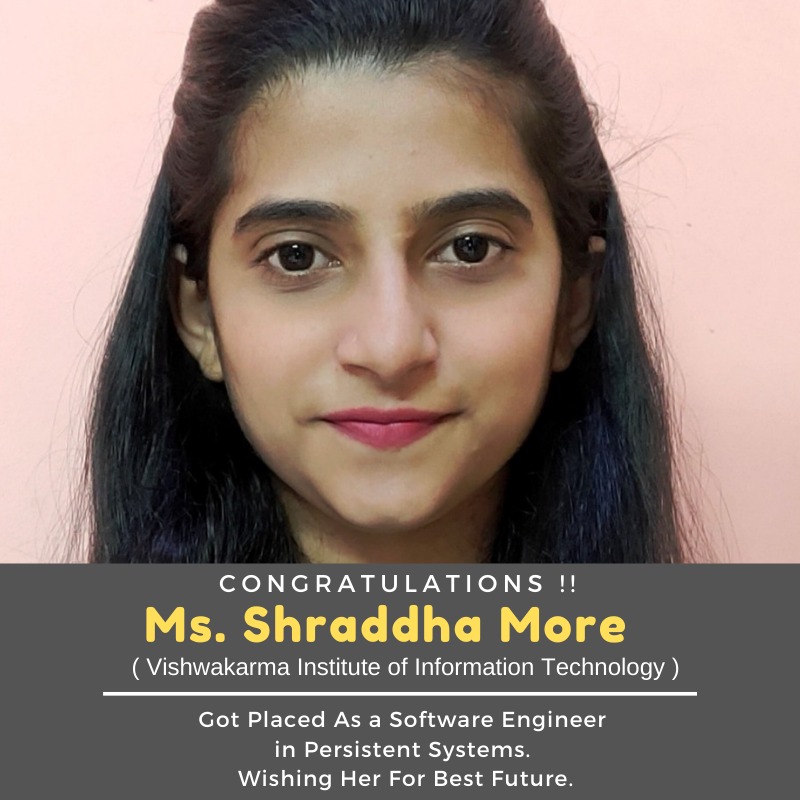 CONGRATULATIONS !!
Ms. Shraddha More
( Vishwakarma Institute of Information Technology )
Got Placed As a Software Engineer
in Persistent Systems.
Wishing Her For Best Future.